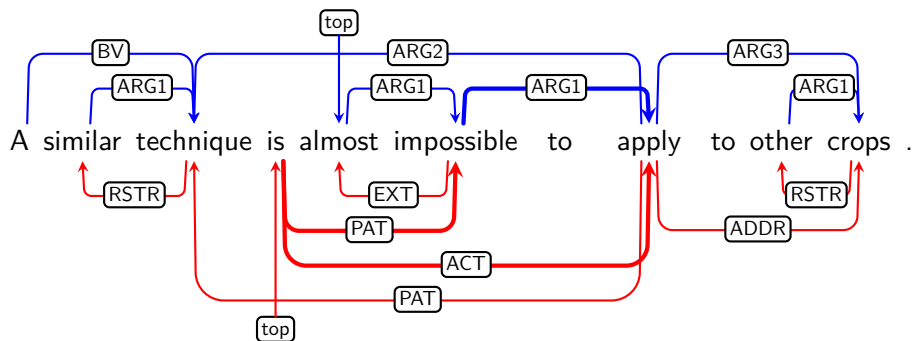 top
BV ARG2 ARG3
ARG1 ARG1 ARG1 ARG1
A similar technique is almost impossible to apply to other crops .
RSTR EXT RSTR
PAT ADDR
ACT
PAT
top